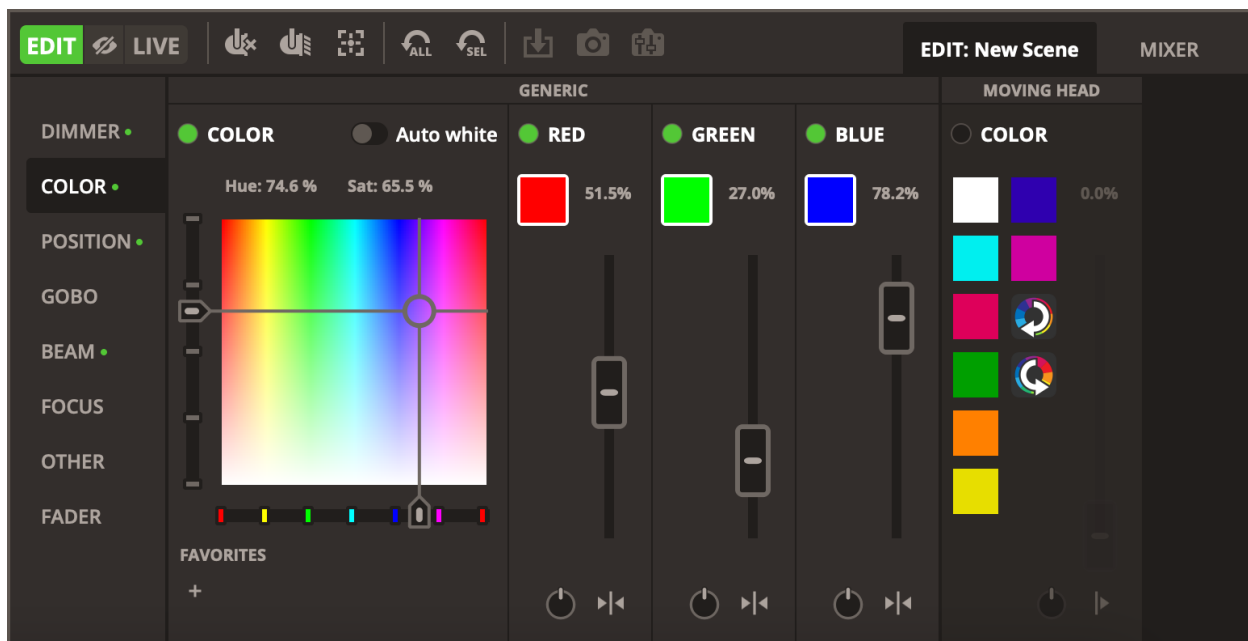 EDIT LIVE ALL SEL EDIT: New Scene MIXER
GENERIC MOVING HEAD
DIMMER
COLOR
POSITION
GOBO
BEAM
FOCUS
OTHER
FADER
COLOR Auto white RED GREEN BLUE COLOR
Hue: 74.6 % Sat: 65.5 % 51.5% 27.0% 78.2% 0.0%
FAVORITES
+